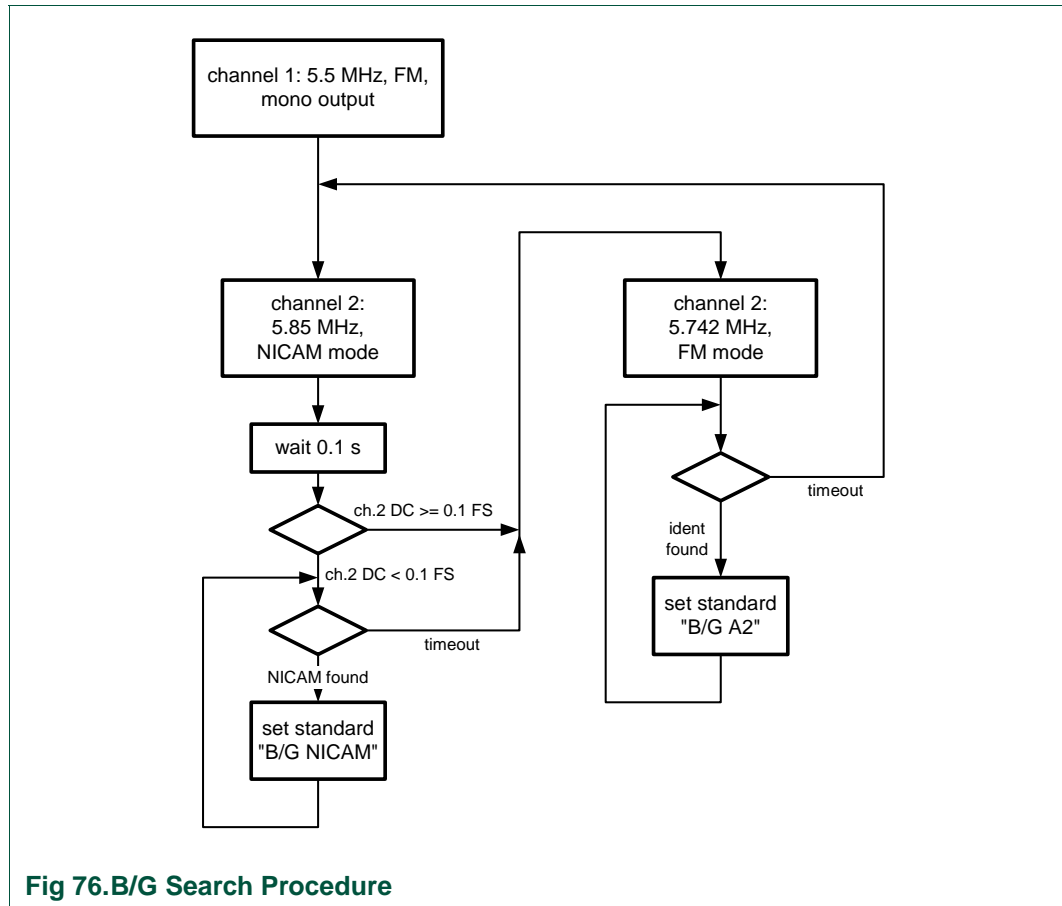 channel 1: 5.5 MHz, FM,
mono output
channel 2:
5.85 MHz,
NICAM mode
wait 0.1 s
ch.2 DC >= 0.1 FS
ch.2 DC < 0.1 FS
timeout
NICAM found
set standard
"B/G NICAM"
channel 2:
5.742 MHz,
FM mode
timeout
ident
found
set standard
"B/G A2"
Fig 76.B/G Search Procedure